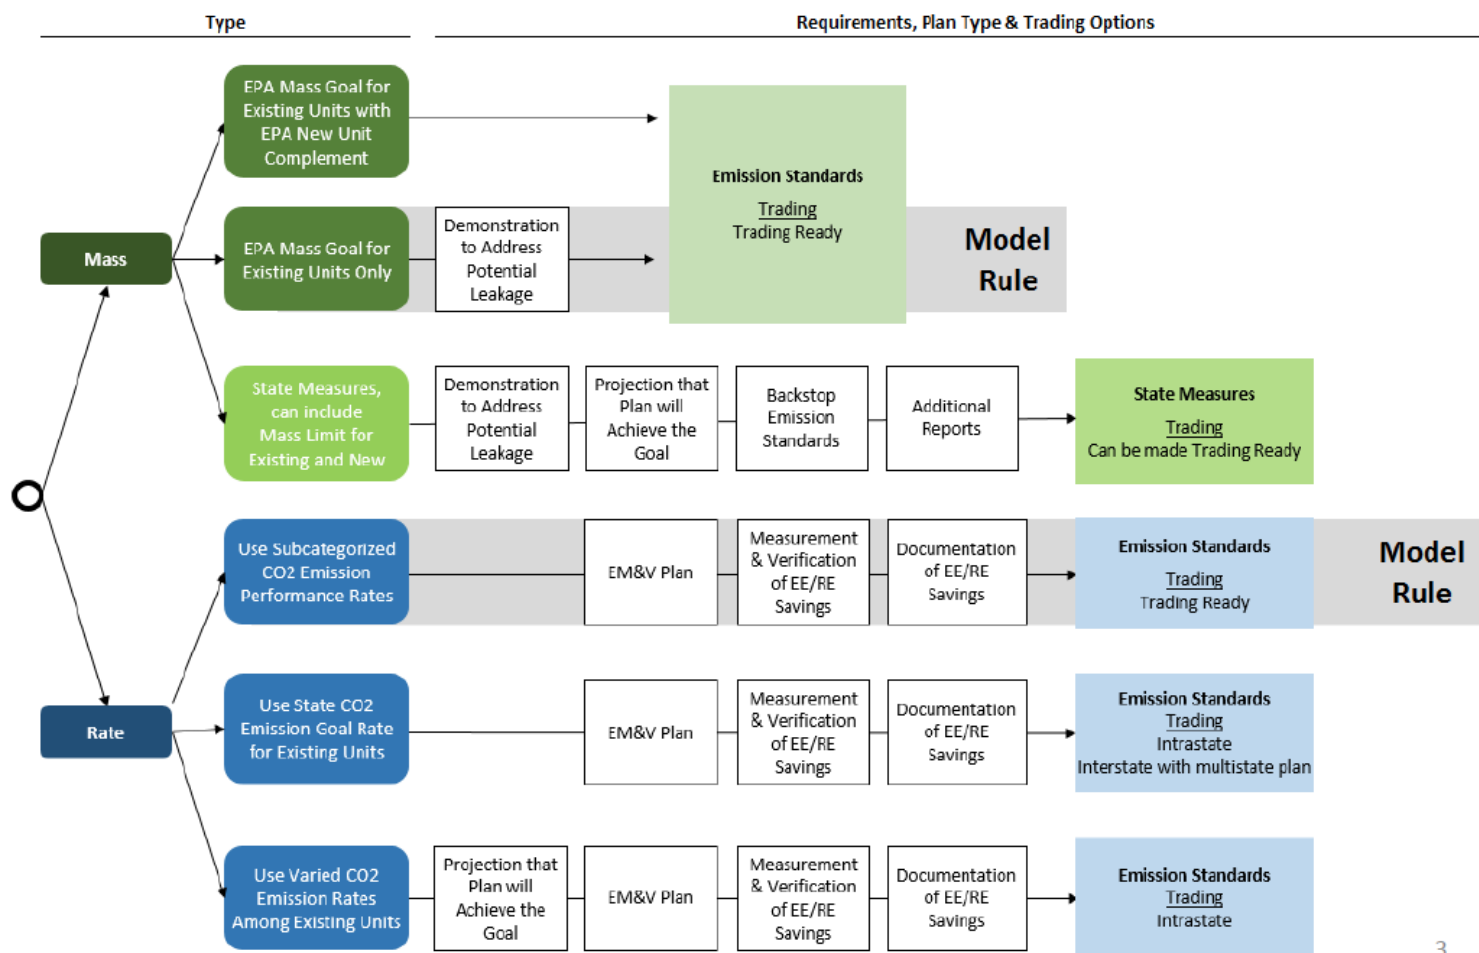 Type
Requirements, Plan Type & Trading Options
EPA Mass Goal for
Existing Units with
EPA New Unit
Complement
Emission Standards
Trading
Trading Ready
Mass
EPA Mass Goal for
Existing Units Only
Demonstration
to Address
Potential
Leakage
Model
Rule
State Measures,
can include
Mass Limit for
Existing and New
Demonstration
to Address
Potential
Leakage
Projection that
Plan will
Achieve the
Goal
Backstop
Emission
Standards
Additional
Reports
State Measures
Trading
Can be made Trading Ready
Use Subcategorized
CO2 Emission
Performance Rates
EM&V Plan
Measurement
& Verification
of EE/RE
Savings
Documentation
of EE/RE
Savings
Emission Standards
Trading
Trading Ready
Model
Rule
Rate
Use State CO2
Emission Goal Rate
for Existing Units
EM&V Plan
Measurement
& Verification
of EE/RE
Savings
Documentation
of EE/RE
Savings
Emission Standards
Trading
Intrastate
Interstate with multistate plan
Use Varied CO2
Emission Rates
Among Existing Units
Projection that
Plan will
Achieve the
Goal
EM&V Plan
Measurement
& Verification
of EE/RE
Savings
Documentation
of EE/RE
Savings
Emission Standards
Trading
Intrastate
3